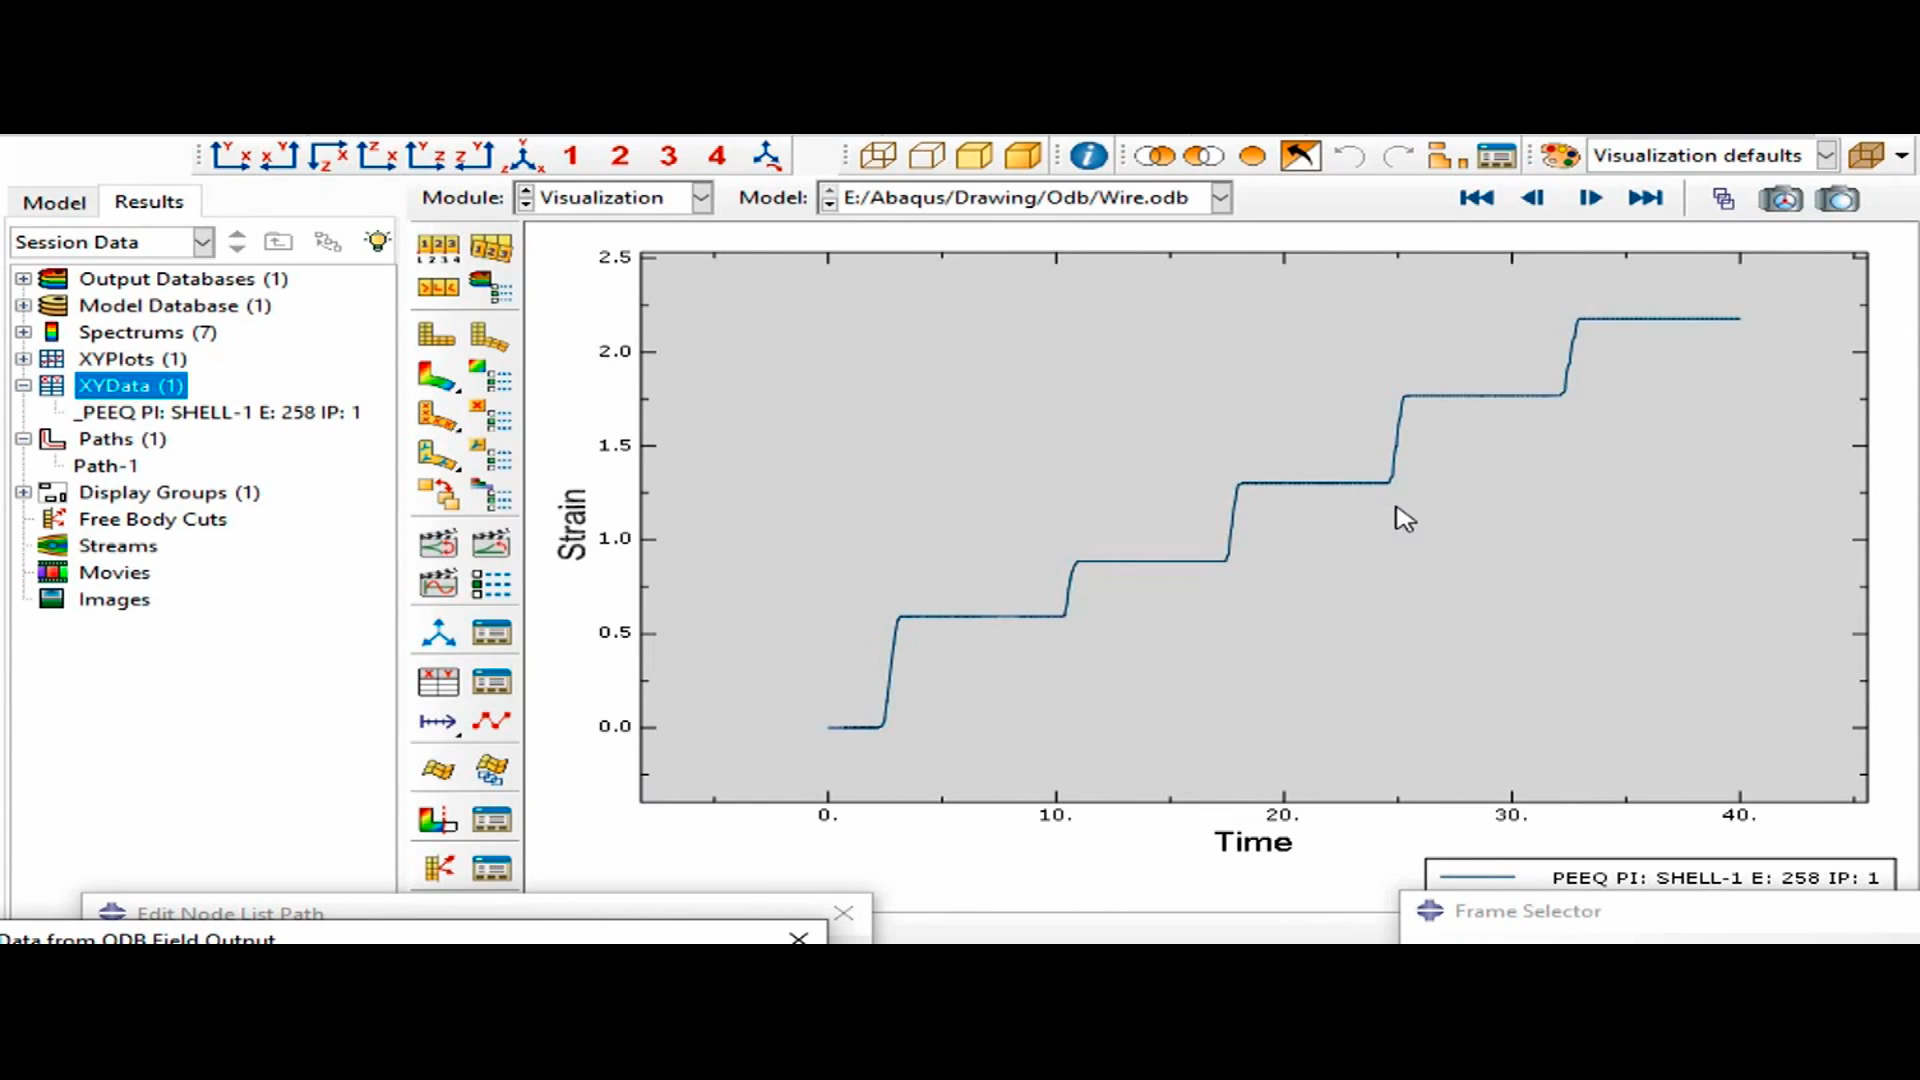 1 2 3 4
Visualization defaults
Model Results
Module: Visualization Model: E:/Abaqus/Drawing/Odb/Wire.odb
Session Data
Output Databases (1)
Model Database (1)
Spectrums (7)
XYPlots (1)
XYData (1)
_PEEQ PI: SHELL-1 E: 258 IP: 1
Paths (1)
Path-1
Display Groups (1)
Free Body Cuts
Streams
Movies
Images
2.5
2.0
1.5
1.0
0.5
0.0
Strain
0. 10. 20. 30. 40.
Time
PEEQ PI: SHELL-1 E: 258 IP: 1
Edit Node List Path
Frame Selector
Data from ODB Field Output